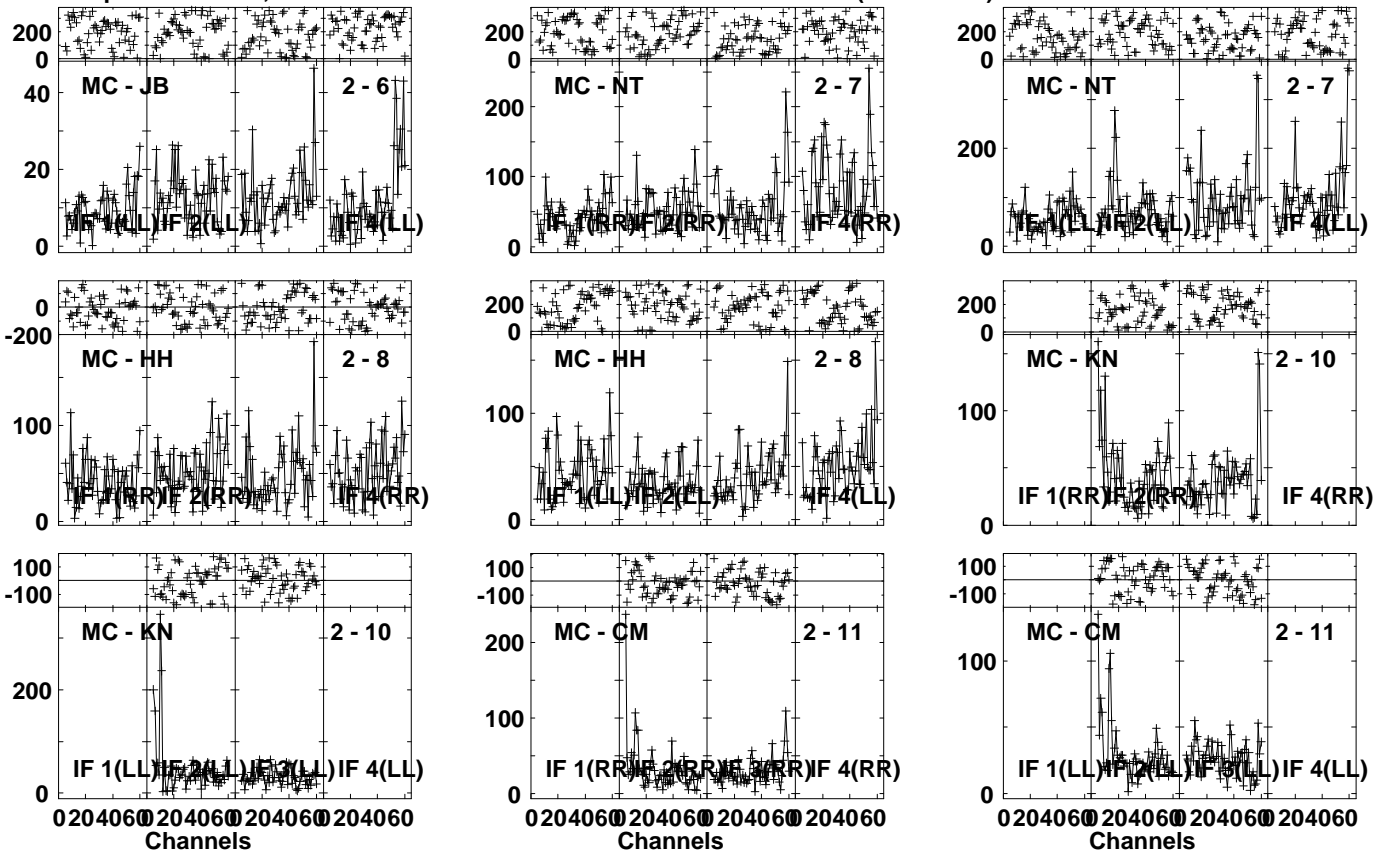 200 200 200
0 0 0
MC - JB 2 - 6 MC - NT 2 - 7 MC - NT 2 - 7
40 200
20 100 200
IF 1(LL) IF 2(LL) IF 4(LL) IF 1(RR) IF 2(RR) IF 4(RR) IF 1(LL) IF 2(LL) IF 4(LL)
0 0 0
0 200 200
-200 0 0
MC - HH 2 - 8 MC - HH 2 - 8 MC - KN 2 - 10
100 100 100
IF 1(RR) IF 2(RR) IF 4(RR) IF 1(LL) IF 2(LL) IF 4(LL) IF 1(RR) IF 2(RR) IF 4(RR)
0 0 0
100 100 100
-100 -100 -100
MC - KN 2 - 10 MC - CM 2 - 11 MC - CM 2 - 11
200 200 100
100
IF 1(LL) IF 2(LL) IF 3(LL) IF 4(LL) IF 1(RR) IF 2(RR) IF 3(RR) IF 4(RR) IF 1(LL) IF 2(LL) IF 3(LL) IF 4(LL)
0 0 0
0 20 40 60 0 20 40 60 0 20 40 60 0 20 40 60 0 20 40 60 0 20 40 60 0 20 40 60 0 20 40 60 0 20 40 60 0 20 40 60 0 20 40 60 0 20 40 60
Channels Channels Channels